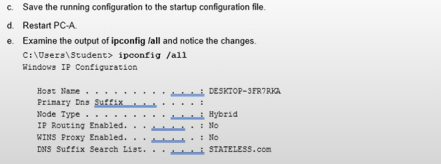 c. Save the running configuration to the startup configuration file.
d. Restart PC-A.
e. Examine the output of ipconfig /all and notice the changes.
C:\Users\Student> ipconfig /all
Windows IP Configuration
Host Name . . . . . . . . . . . . : DESKTOP-3FR7RKA
Primary Dns Suffix . . . . . . . :
Node Type . . . . . . . . . . . . : Hybrid
IP Routing Enabled. . . . . . . . : No
WINS Proxy Enabled. . . . . . . . : No
DNS Suffix Search List. . . . . . : STATELESS.com